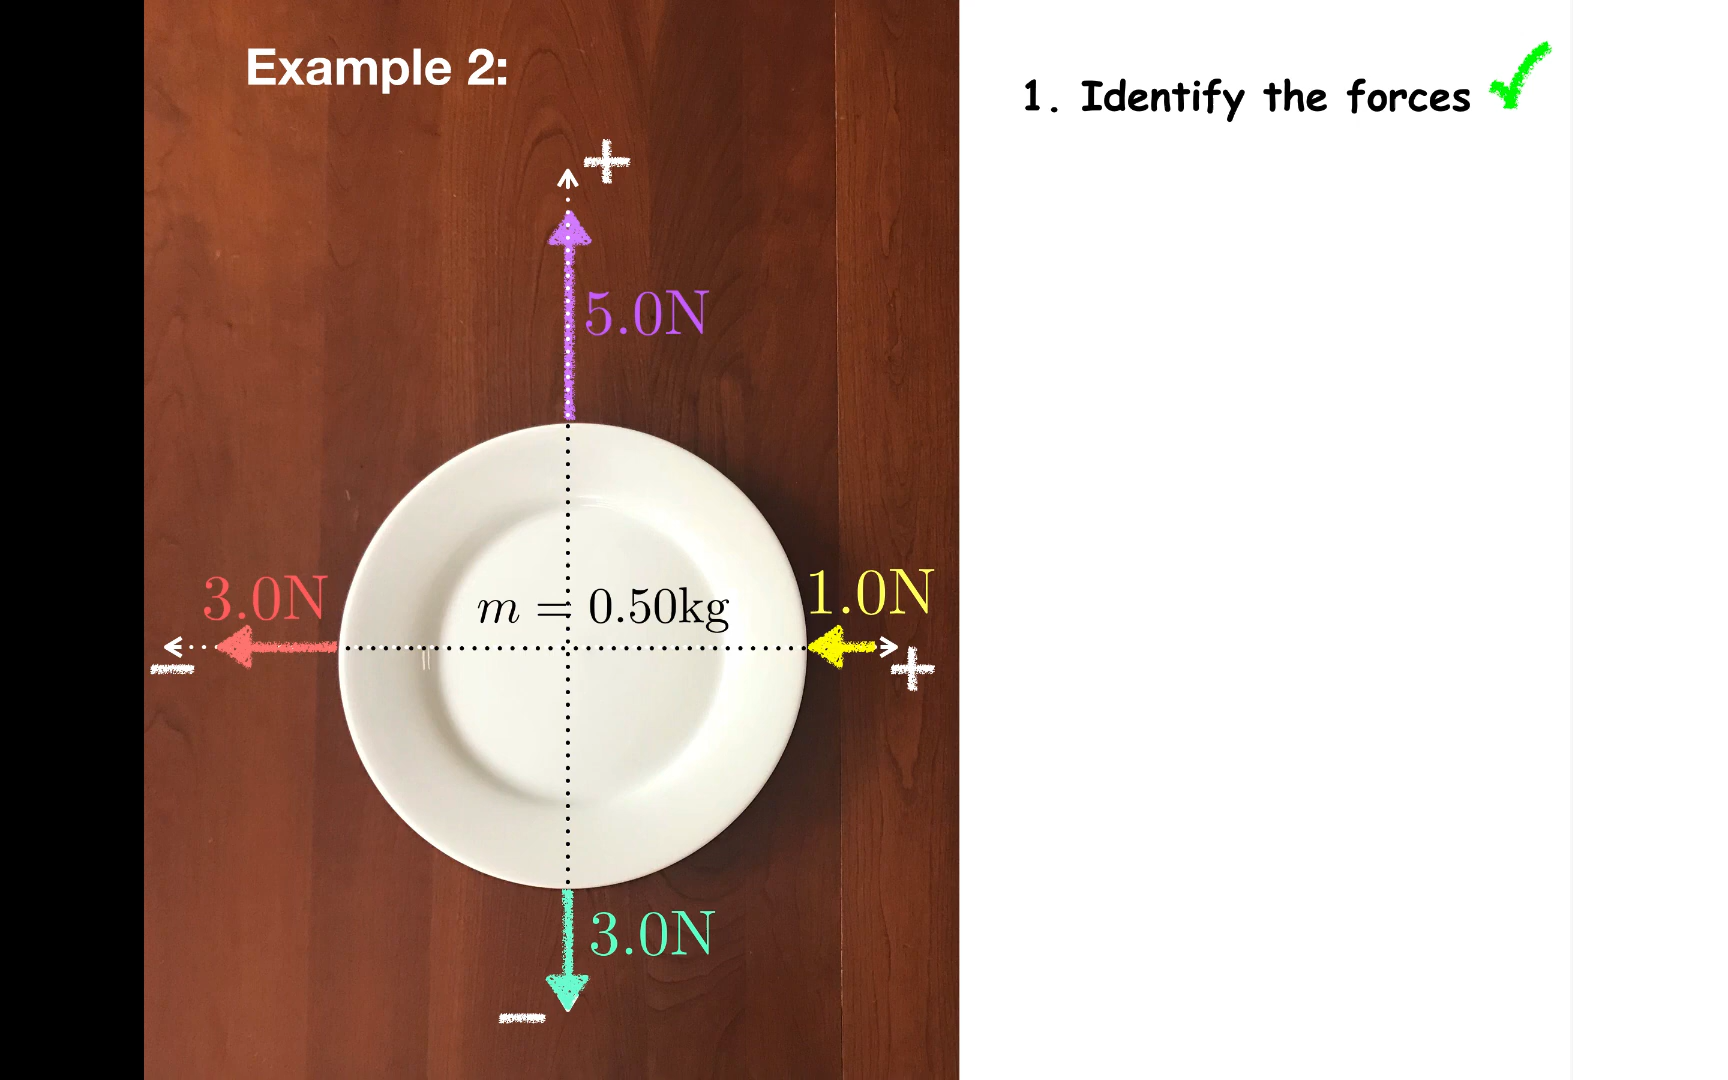 Example 2:
1. Identify the forces
+
5.0N
3.0N
m = 0.50kg
1.0N
−
+
3.0N
−